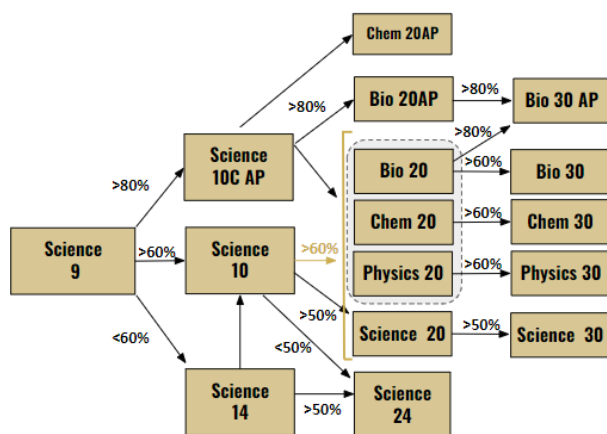 Chem 20AP
>80%
Bio 20AP
>80%
Bio 30 AP
>80%
Science
10C AP
>80%
Bio 20
>60%
Bio 30
Chem 20
>60%
Chem 30
Science
9
>60%
Science
10
>60%
Physics 20
>60%
Physics 30
>50%
Science 20
>50%
Science 30
<60%
<50%
Science
14
>50%
Science
24